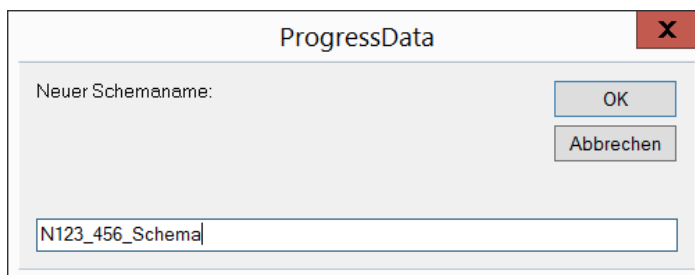 ProgressData
X
Neuer Schemaname:
OK
Abbrechen
N123_456_Schema